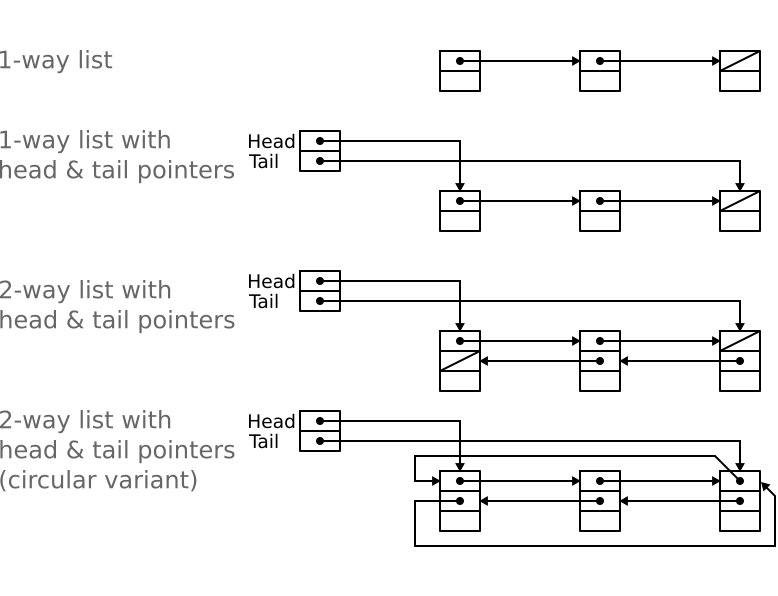 1-way list
1-way list with
head & tail pointers
Head
Tail
2-way list with
head & tail pointers
Head
Tail
2-way list with
head & tail pointers
(circular variant)
Head
Tail